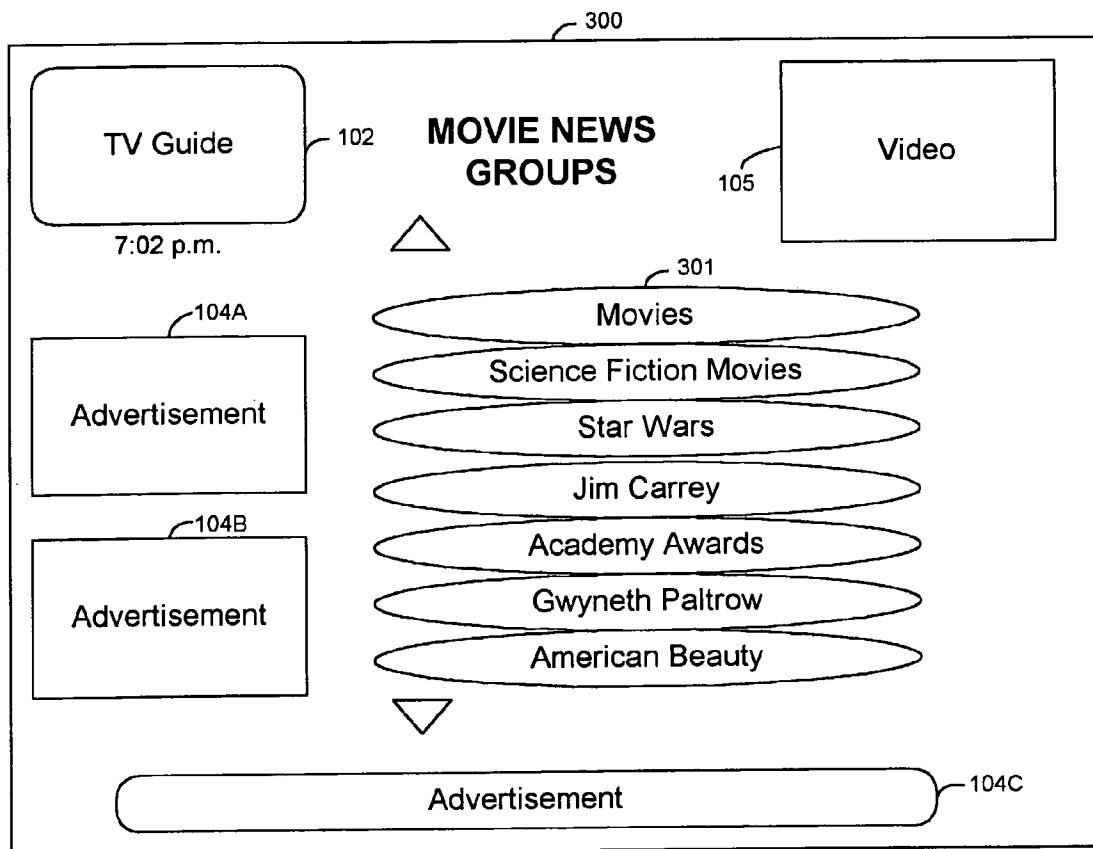 300
TV Guide
102
MOVIE NEWS
GROUPS
Video
105
7:02 p.m.
301
104A
Advertisement
104B
Advertisement
Movies
Science Fiction Movies
Star Wars
Jim Carrey
Academy Awards
Gwyneth Paltrow
American Beauty
Advertisement
104C